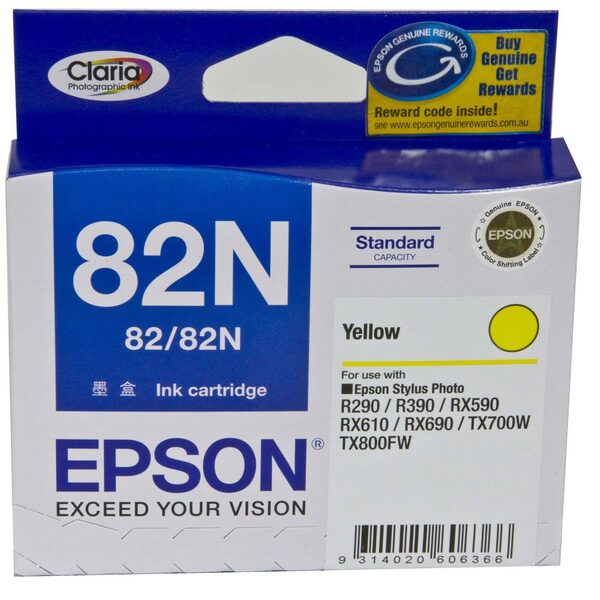 Claria
Photographic Ink
EPSON GENUINE REWARDS
Buy
Genuine
Get
Rewards
Reward code inside!
see www.epsongenuinerewards.com.au
82N
82/82N
墨 盒 Ink cartridge
EPSON®
EXCEED YOUR VISION
Standard
CAPACITY
Genuine EPSON
EPSON
Color Shifting Label
Yellow
For use with
■Epson Stylus Photo
R290 / R390 / RX590
RX610 / RX690 / TX700W
TX800FW
9 314020 606366